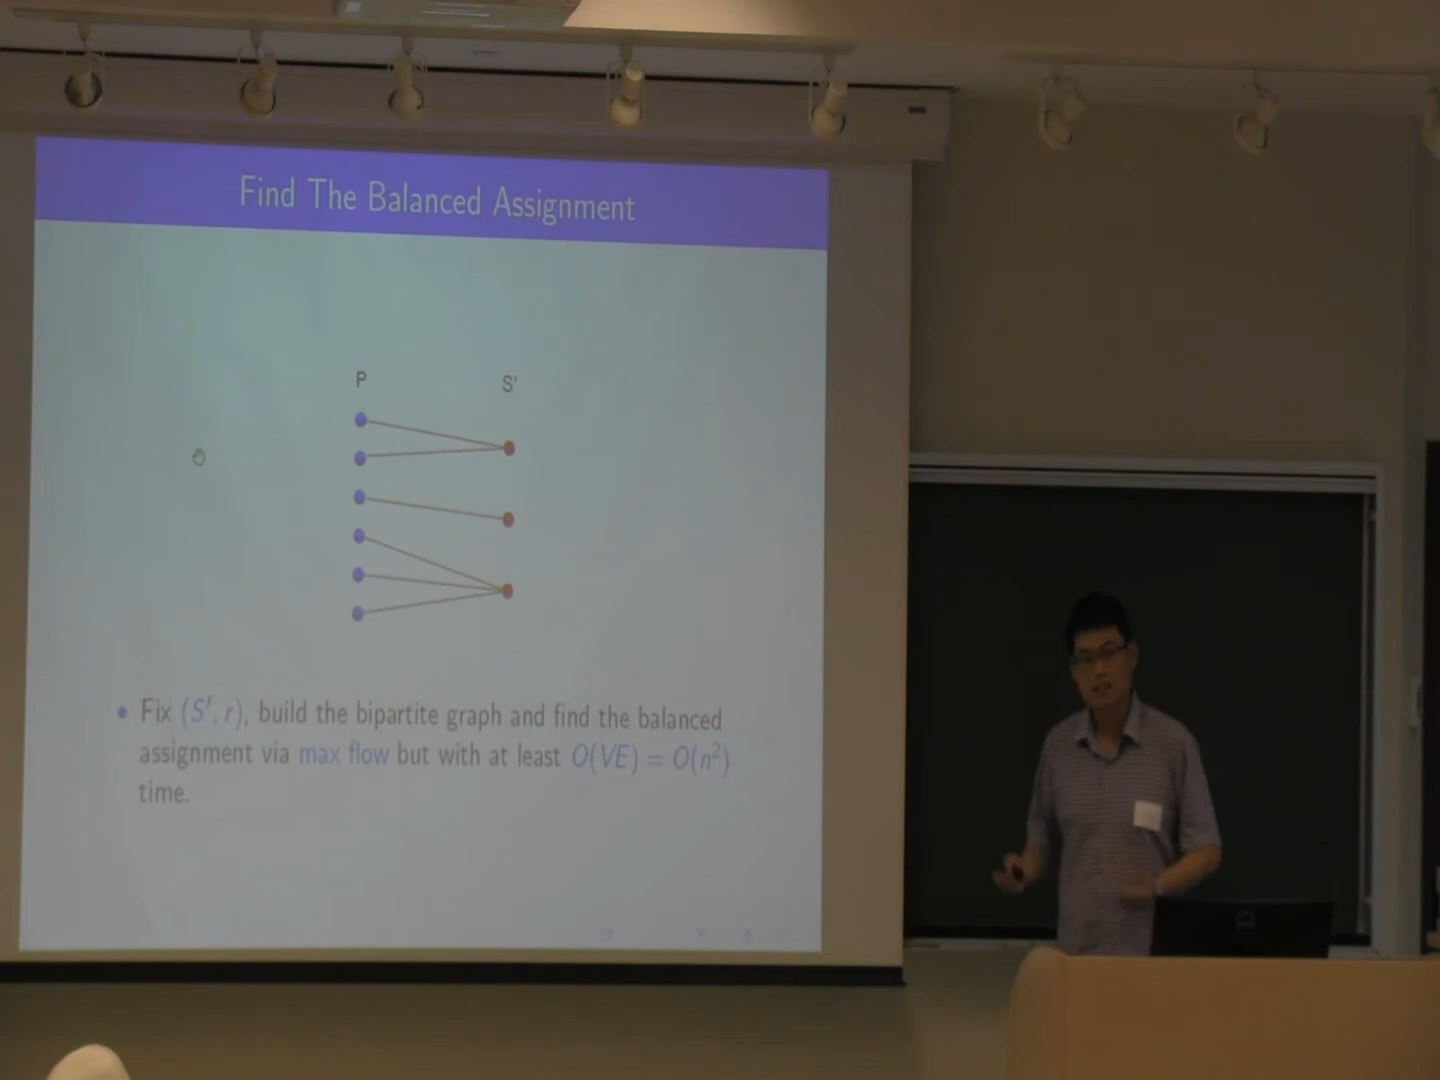 Find The Balanced Assignment
P S'
• Fix (S′, r), build the bipartite graph and find the balanced
assignment via max flow but with at least O(VE) = O(n²)
time.